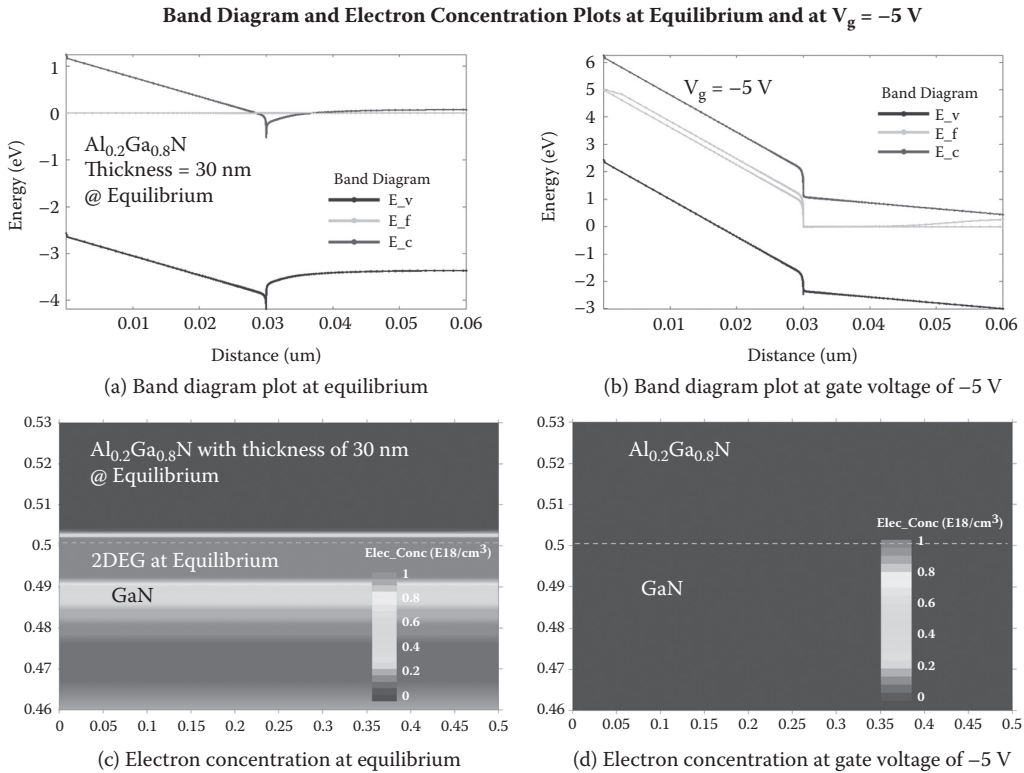 Band Diagram and Electron Concentration Plots at Equilibrium and at V_g = −5 V
1
0
−1
−2
−3
−4
Energy (eV)
Al_0.2Ga_0.8N
Thickness = 30 nm
@ Equilibrium
Band Diagram
E_v
E_f
E_c
0.01
0.02
0.03
0.04
0.05
0.06
Distance (um)
(a) Band diagram plot at equilibrium
6
5
4
3
2
1
0
−1
−2
−3
Energy (eV)
V_g = −5 V
Band Diagram
E_v
E_f
E_c
0.01
0.02
0.03
0.04
0.05
0.06
Distance (um)
(b) Band diagram plot at gate voltage of −5 V
0.53
0.52
0.51
0.5
0.49
0.48
0.47
0.46
Al_0.2Ga_0.8N with thickness of 30 nm
@ Equilibrium
2DEG at Equilibrium
GaN
Elec_Conc (E18/cm³)
1
0.8
0.6
0.4
0.2
0
0
0.05
0.1
0.15
0.2
0.25
0.3
0.35
0.4
0.45
0.5
(c) Electron concentration at equilibrium
0.53
0.52
0.51
0.5
0.49
0.48
0.47
0.46
Al_0.2Ga_0.8N
GaN
Elec_Conc (E18/cm³)
1
0.8
0.6
0.4
0.2
0
0
0.05
0.1
0.15
0.2
0.25
0.3
0.35
0.4
0.45
0.5
(d) Electron concentration at gate voltage of −5 V